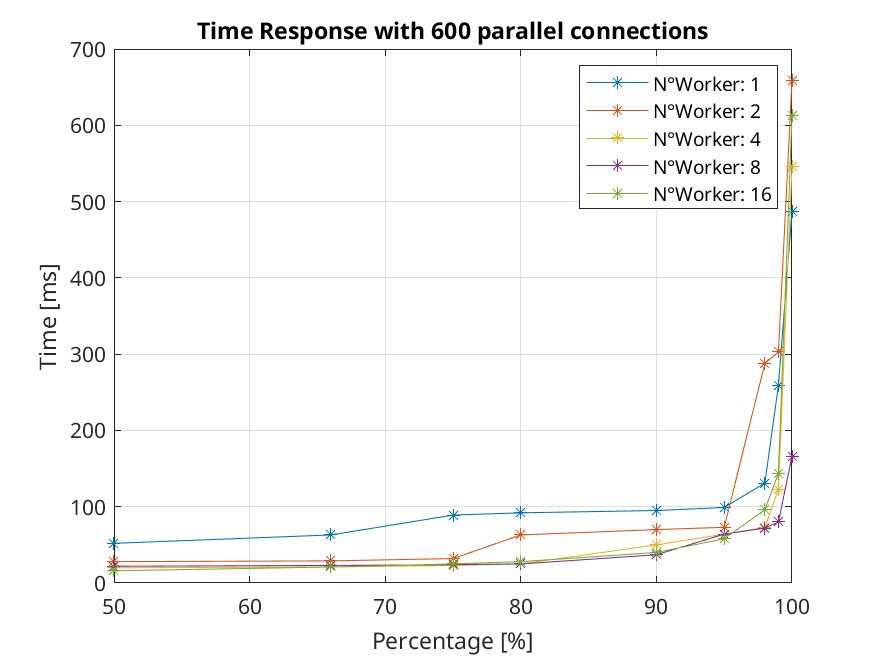 Time Response with 600 parallel connections
700
600
500
400
300
200
100
0
Time [ms]
N°Worker: 1
N°Worker: 2
N°Worker: 4
N°Worker: 8
N°Worker: 16
50 60 70 80 90 100
Percentage [%]